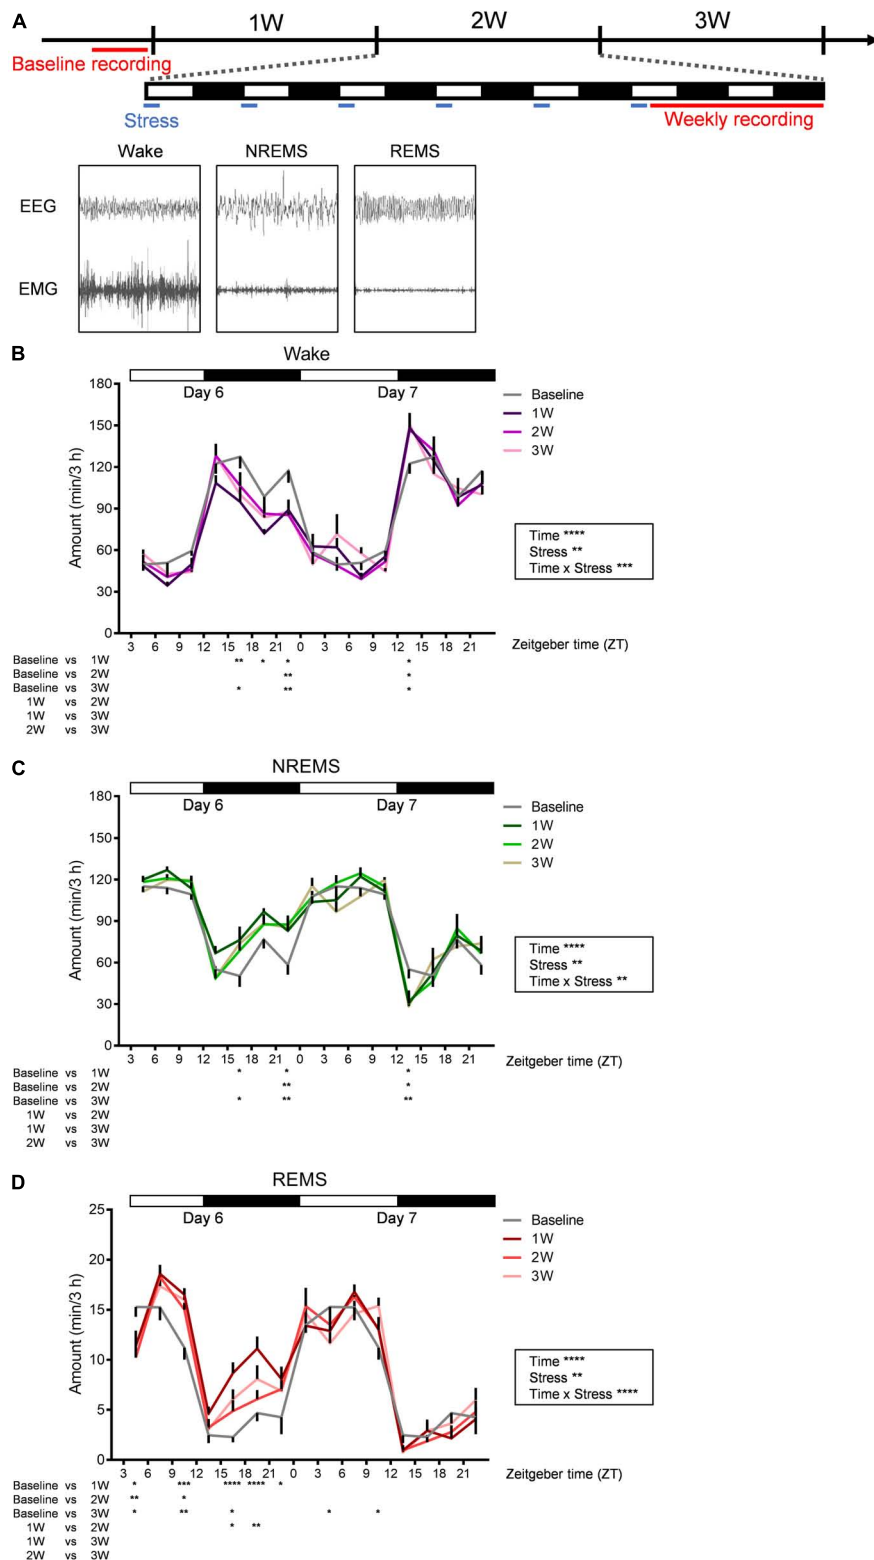 A
1W 2W 3W
Baseline recording
Stress
Weekly recording
Wake NREMS REMS
EEG
EMG
B
Wake
Day 6 Day 7
180
150
120
90
60
30
0
Amount (min/3 h)
Baseline
1W
2W
3W
Time ****
Stress **
Time x Stress ***
3 6 9 12 15 18 21 0 3 6 9 12 15 18 21
Zeitgeber time (ZT)
Baseline vs 1W ** * * *
Baseline vs 2W ** *
Baseline vs 3W * ** *
1W vs 2W
1W vs 3W
2W vs 3W
C
NREMS
Day 6 Day 7
180
150
120
90
60
30
0
Amount (min/3 h)
Baseline
1W
2W
3W
Time ****
Stress **
Time x Stress **
3 6 9 12 15 18 21 0 3 6 9 12 15 18 21
Zeitgeber time (ZT)
Baseline vs 1W * * *
Baseline vs 2W ** *
Baseline vs 3W * ** **
1W vs 2W
1W vs 3W
2W vs 3W
D
REMS
Day 6 Day 7
25
20
15
10
5
0
Amount (min/3 h)
Baseline
1W
2W
3W
Time ****
Stress **
Time x Stress ****
3 6 9 12 15 18 21 0 3 6 9 12 15 18 21
Zeitgeber time (ZT)
Baseline vs 1W * *** **** **** *
Baseline vs 2W ** *
Baseline vs 3W * ** * * *
1W vs 2W * **
1W vs 3W
2W vs 3W